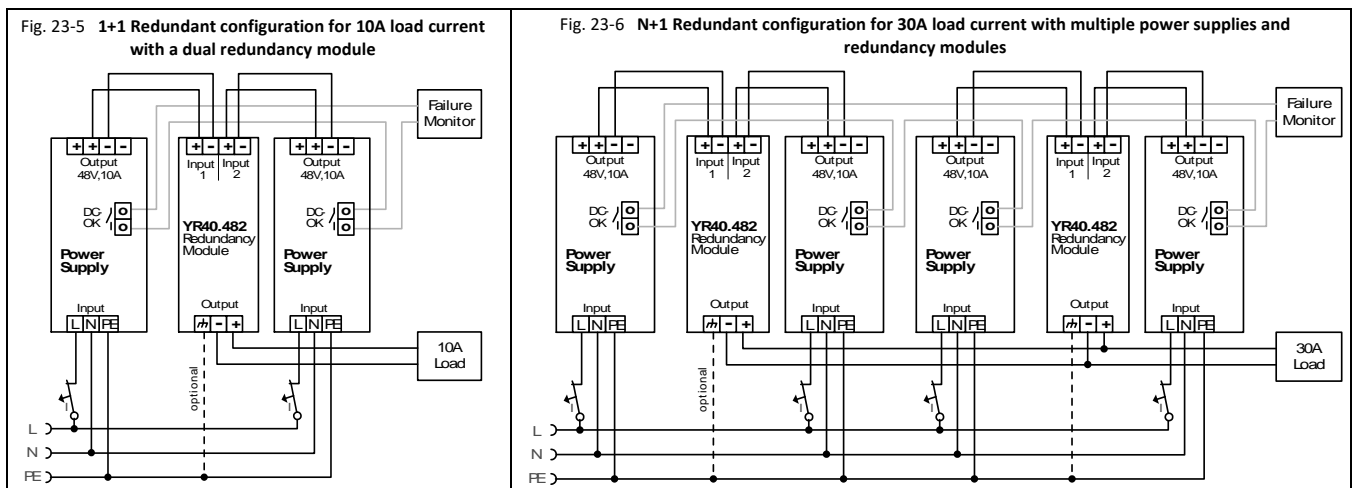 Fig. 23-5 1+1 Redundant configuration for 10A load current
with a dual redundancy module
Failure
Monitor
+ + - -
Output
48V,10A
DC-
OK
Power
Supply
Input
L N PE
+ - + -
Input Input
1 2
YR40.482
Redundancy
Module
Output
- +
+ + - -
Output
48V,10A
DC-
OK
Power
Supply
Input
L N PE
10A
Load
optional
I
I
L
N
PE
Fig. 23-6 N+1 Redundant configuration for 30A load current with multiple power supplies and
redundancy modules
Failure
Monitor
+ + - -
Output
48V,10A
DC-
OK
Power
Supply
Input
L N PE
+ - + -
Input Input
1 2
YR40.482
Redundancy
Module
Output
- +
+ + - -
Output
48V,10A
DC-
OK
Power
Supply
Input
L N PE
+ + - -
Output
48V,10A
DC-
OK
Power
Supply
Input
L N PE
+ - + -
Input Input
1 2
YR40.482
Redundancy
Module
Output
- +
+ + - -
Output
48V,10A
DC-
OK
Power
Supply
Input
L N PE
30A
Load
optional
I
I
I
I
L
N
PE